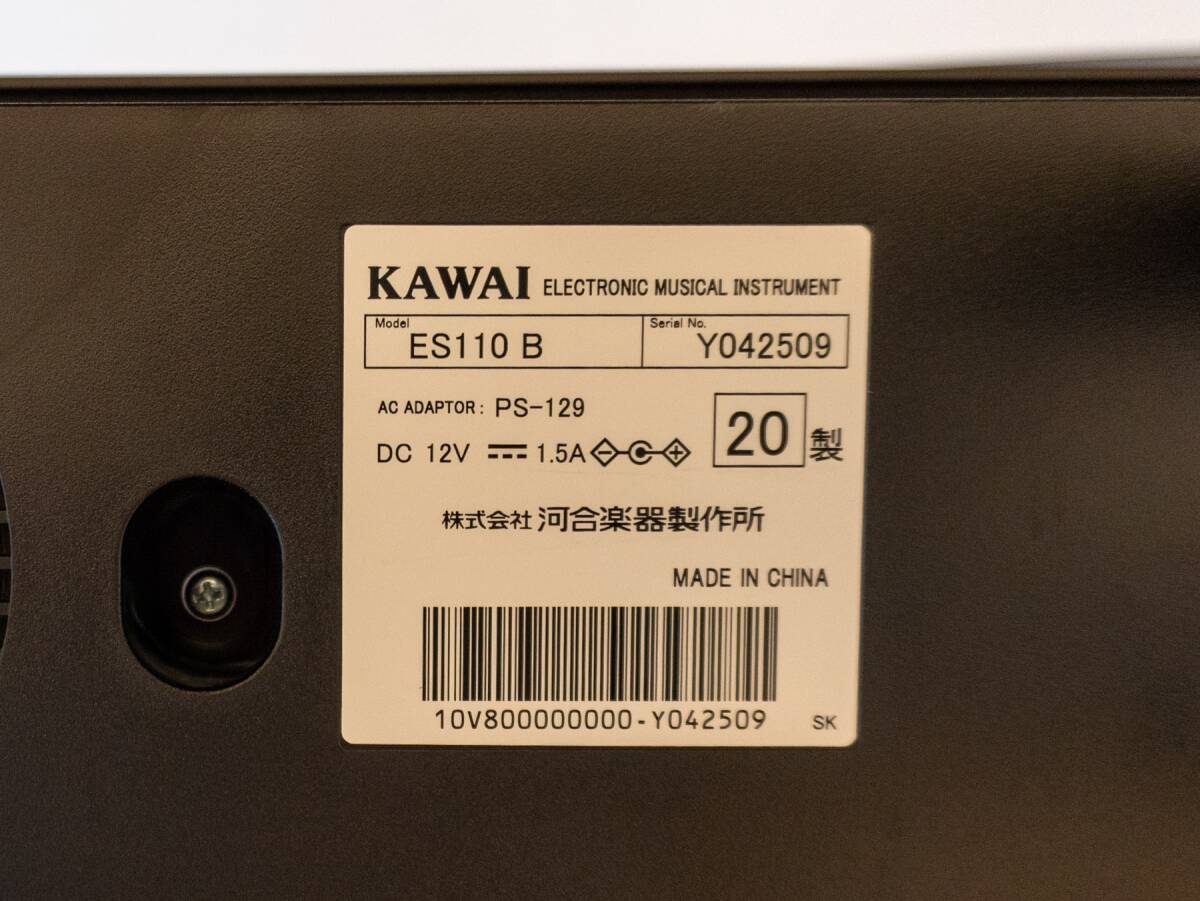 KAWAI ELECTRONIC MUSICAL INSTRUMENT
Model ES110 B Serial No. Y042509
AC ADAPTOR: PS-129
DC 12V 1.5A 20 製
株式会社 河合楽器製作所
MADE IN CHINA
10V800000000-Y042509 SK